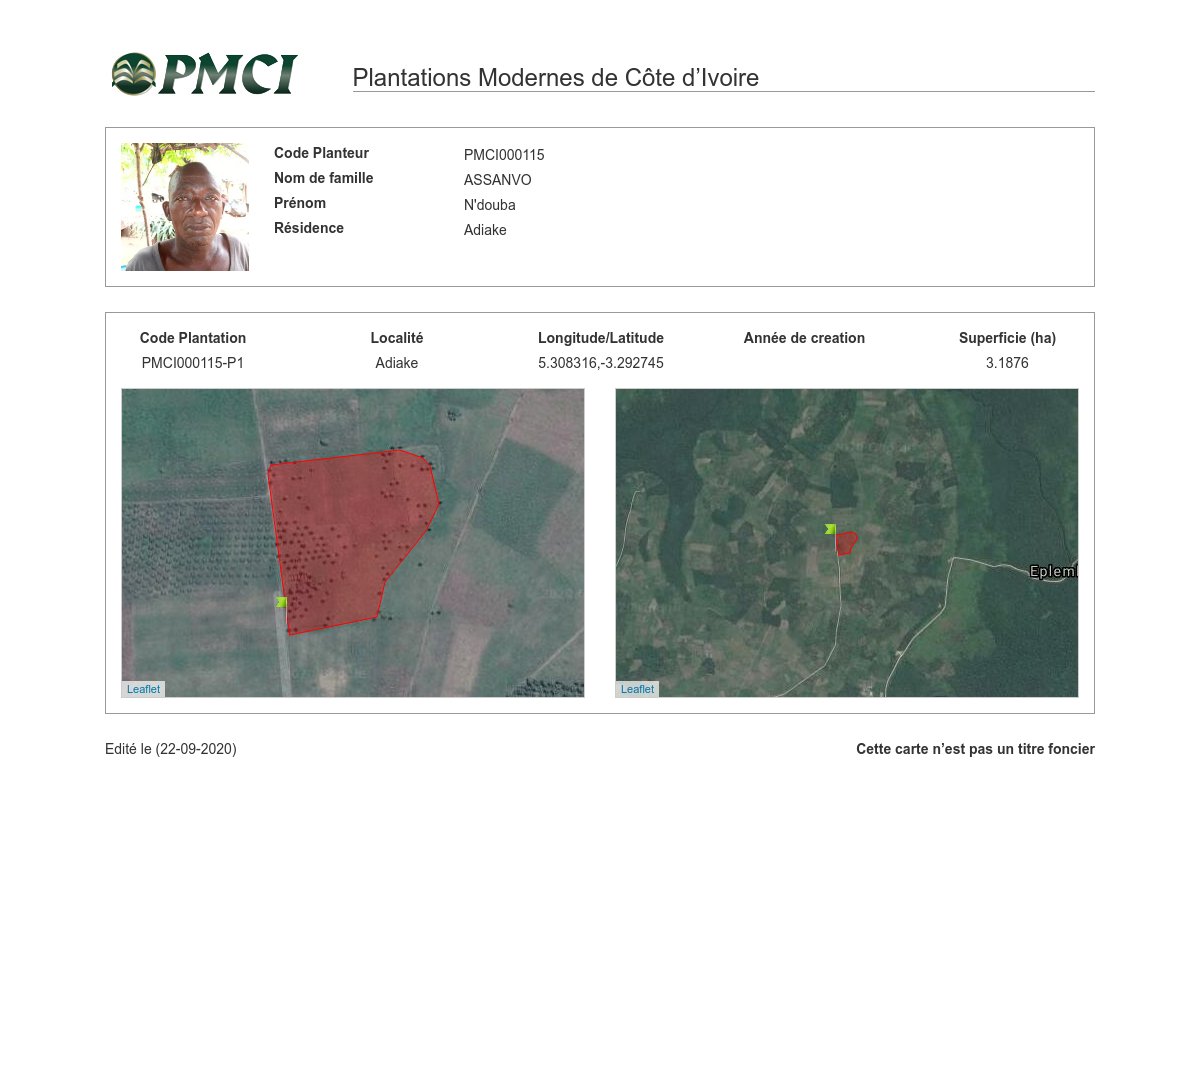 PMCI
Plantations Modernes de Côte d’Ivoire
Code Planteur PMCI000115
Nom de famille ASSANVO
Prénom N'douba
Résidence Adiake
Code Plantation Localité Longitude/Latitude Année de creation Superficie (ha)
PMCI000115-P1 Adiake 5.308316,-3.292745 3.1876
Eplem
Leaflet Leaflet
Edité le (22-09-2020) Cette carte n’est pas un titre foncier